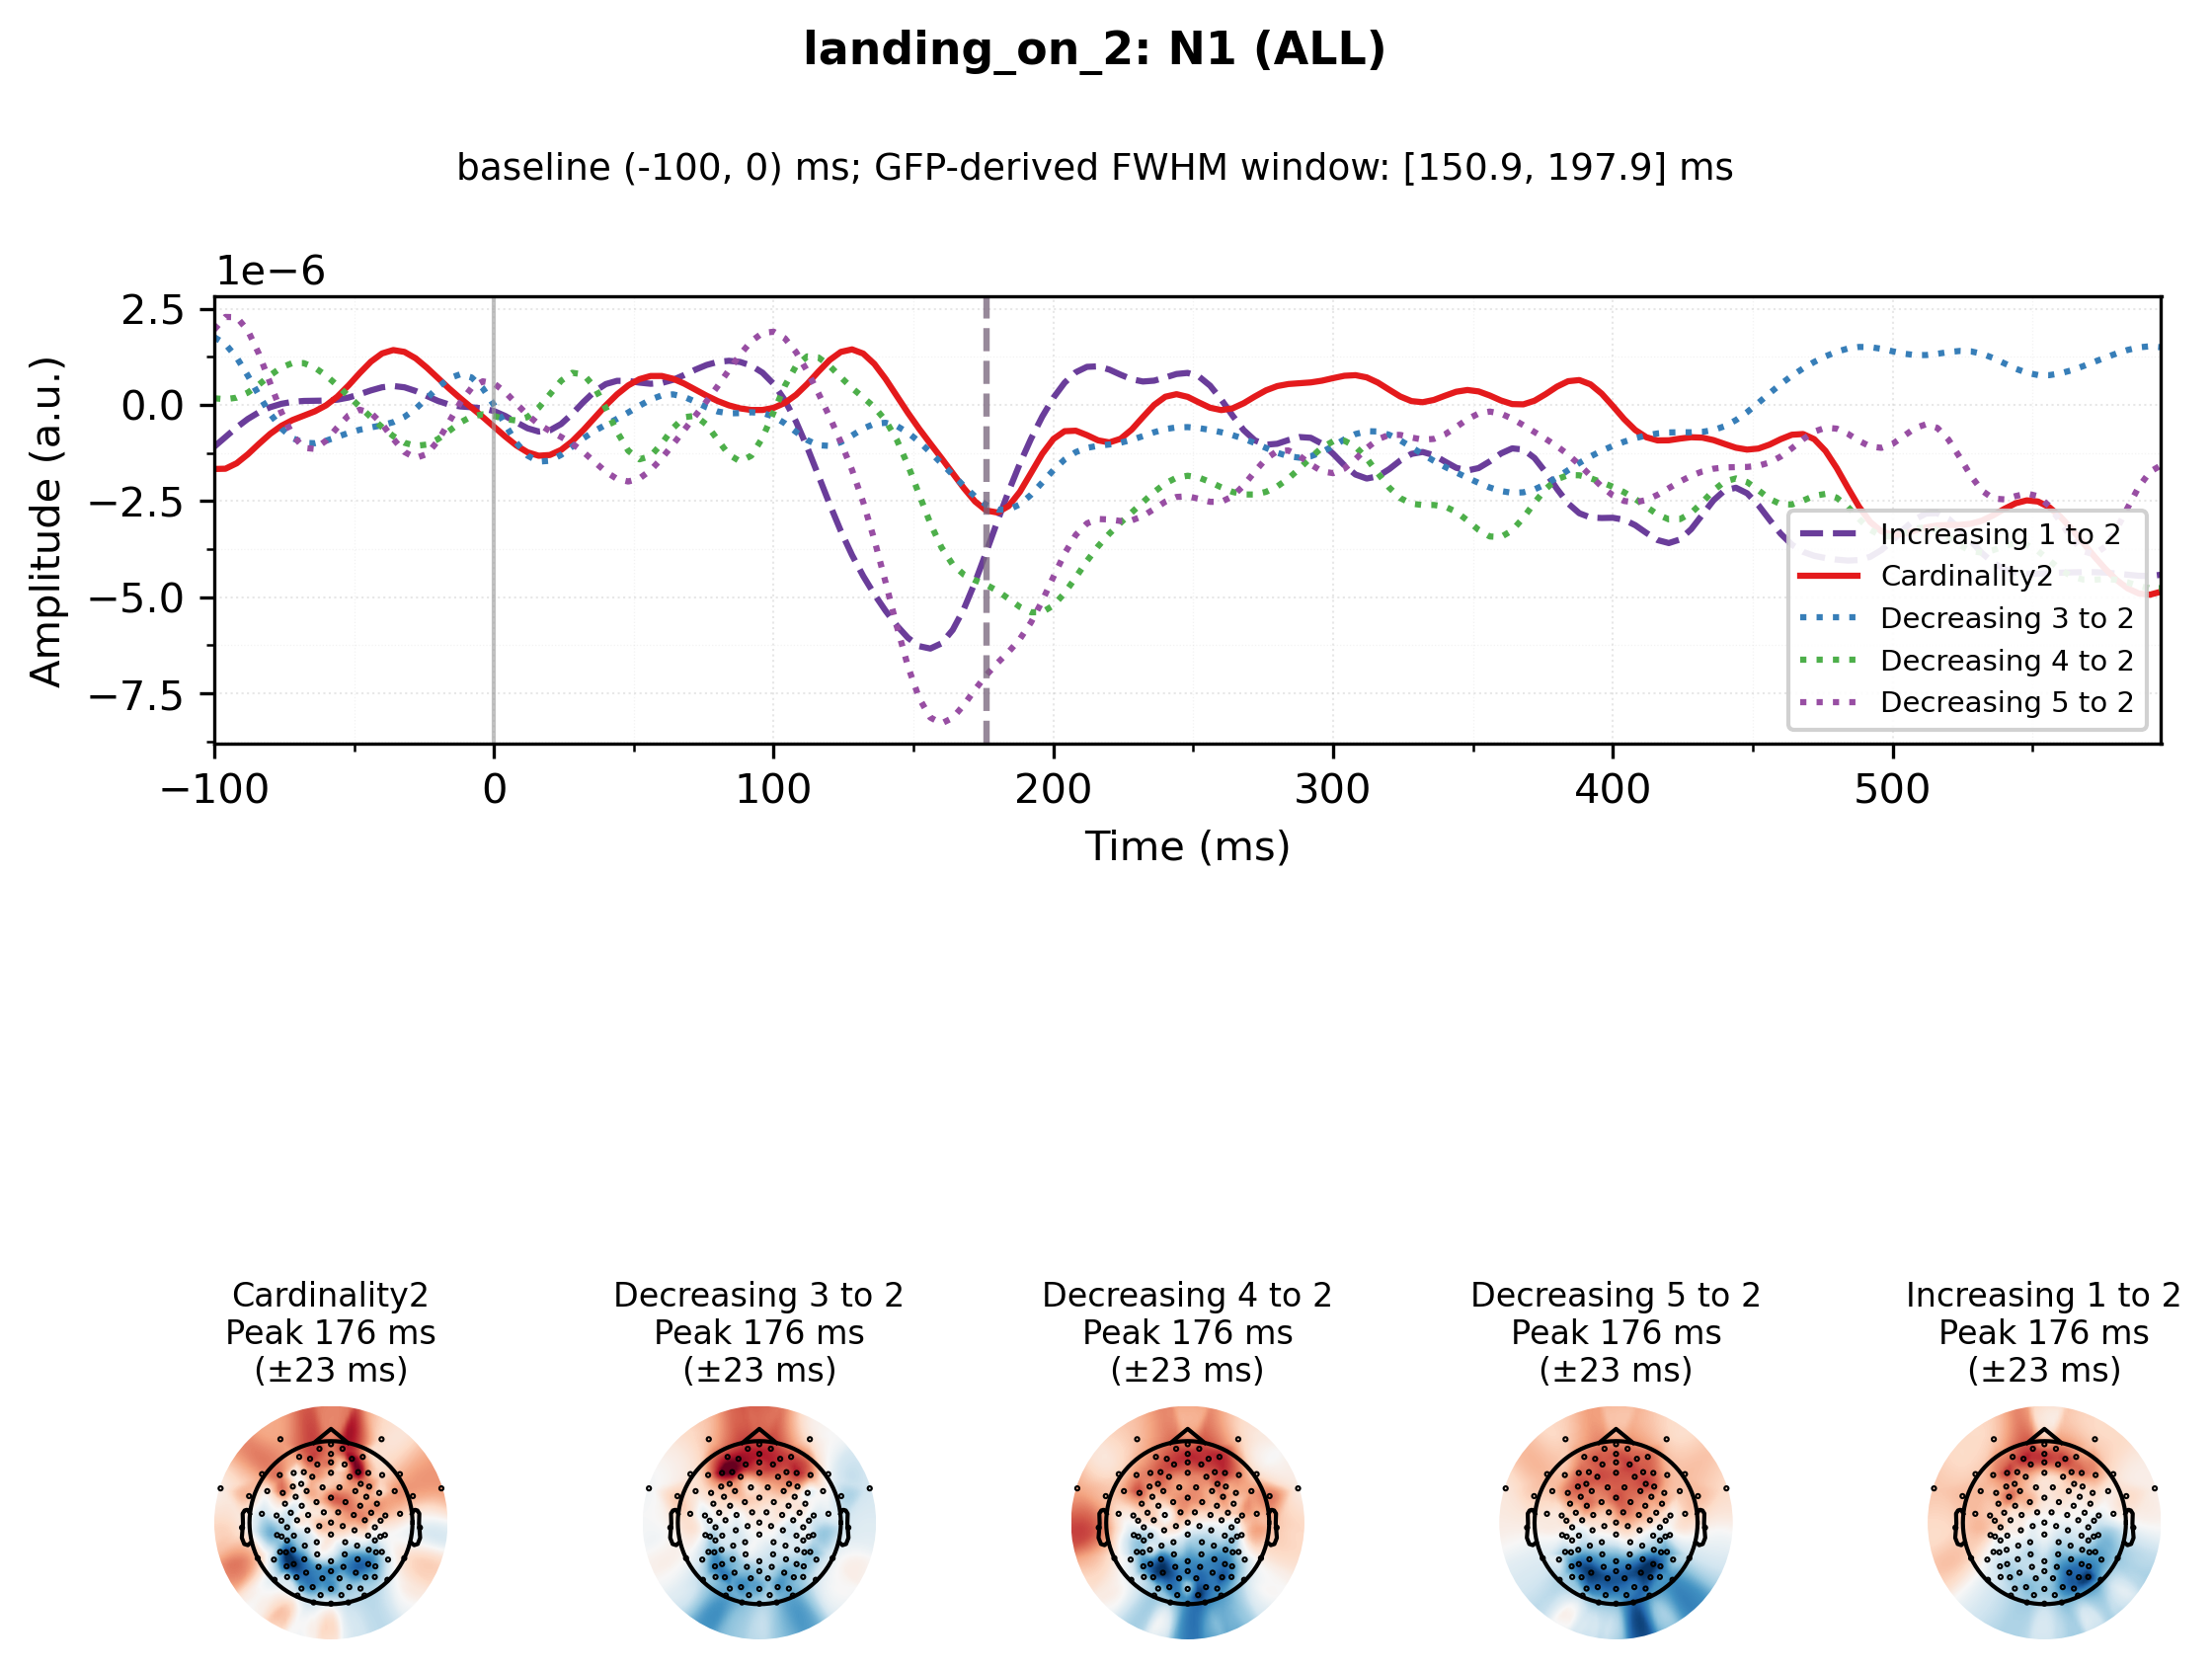 landing_on_2: N1 (ALL)
baseline (-100, 0) ms; GFP-derived FWHM window: [150.9, 197.9] ms
1e−6
2.5
0.0
−2.5
−5.0
−7.5
Amplitude (a.u.)
Increasing 1 to 2
Cardinality2
Decreasing 3 to 2
Decreasing 4 to 2
Decreasing 5 to 2
−100 0 100 200 300 400 500
Time (ms)
Cardinality2
Peak 176 ms
(±23 ms)
Decreasing 3 to 2
Peak 176 ms
(±23 ms)
Decreasing 4 to 2
Peak 176 ms
(±23 ms)
Decreasing 5 to 2
Peak 176 ms
(±23 ms)
Increasing 1 to 2
Peak 176 ms
(±23 ms)